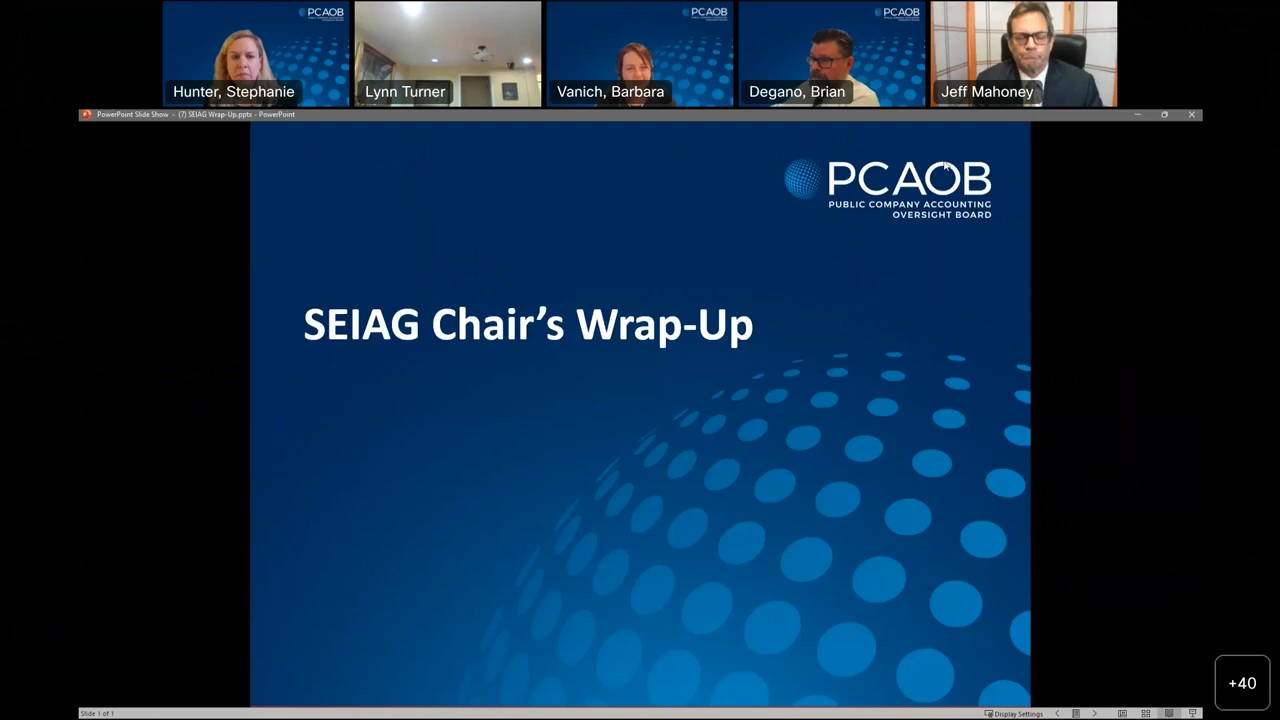 PCAOB
PCAOB
PCAOB
Hunter, Stephanie
Lynn Turner
Vanich, Barbara
Degano, Brian
Jeff Mahoney
PowerPoint Slide Show - (7) SEIAG Wrap-Up.pptx - PowerPoint
PCAOB
PUBLIC COMPANY ACCOUNTING
OVERSIGHT BOARD
SEIAG Chair’s Wrap-Up
+40
Slide 1 of 1
Display Settings